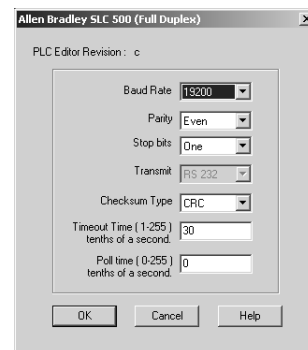 Allen Bradley SLC 500 (Full Duplex)
PLC Editor Revision : c
Baud Rate 19200
Parity Even
Stop bits One
Transmit RS 232
Checksum Type CRC
Timeout Time ( 1-255 ) tenths of a second. 30
Poll time ( 0-255 ) tenths of a second. 0
OK Cancel Help